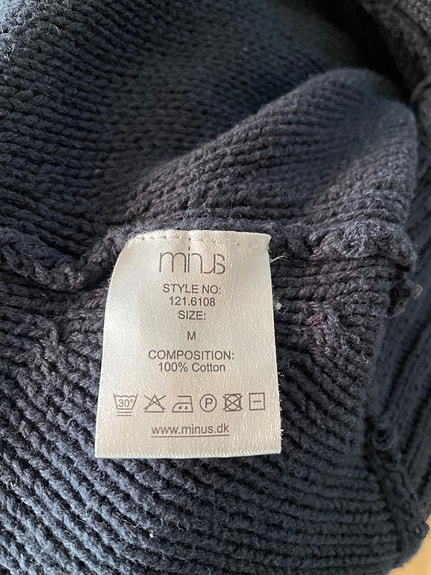 minus
STYLE NO:
121.6108
SIZE:
M
COMPOSITION:
100% Cotton
30° P
www.minus.dk